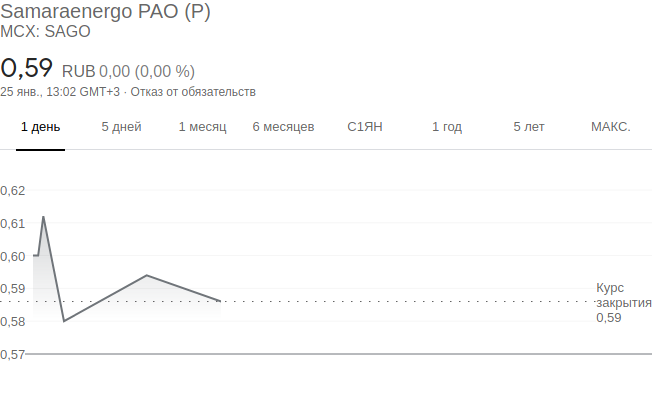 Samaraenergo PAO (P)
MCX: SAGO
0,59 RUB 0,00 (0,00 %)
25 янв., 13:02 GMT+3 · Отказ от обязательств
1 день 5 дней 1 месяц 6 месяцев С1ЯН 1 год 5 лет МАКС.
0,62
0,61
0,60
0,59
0,58
0,57
Курс
закрытия
0,59